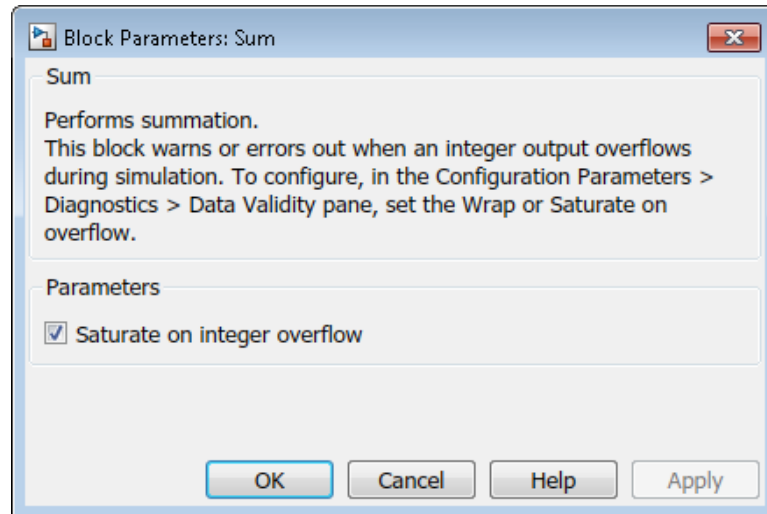 Block Parameters: Sum
Sum
Performs summation.
This block warns or errors out when an integer output overflows
during simulation. To configure, in the Configuration Parameters >
Diagnostics > Data Validity pane, set the Wrap or Saturate on
overflow.
Parameters
Saturate on integer overflow
OK Cancel Help Apply